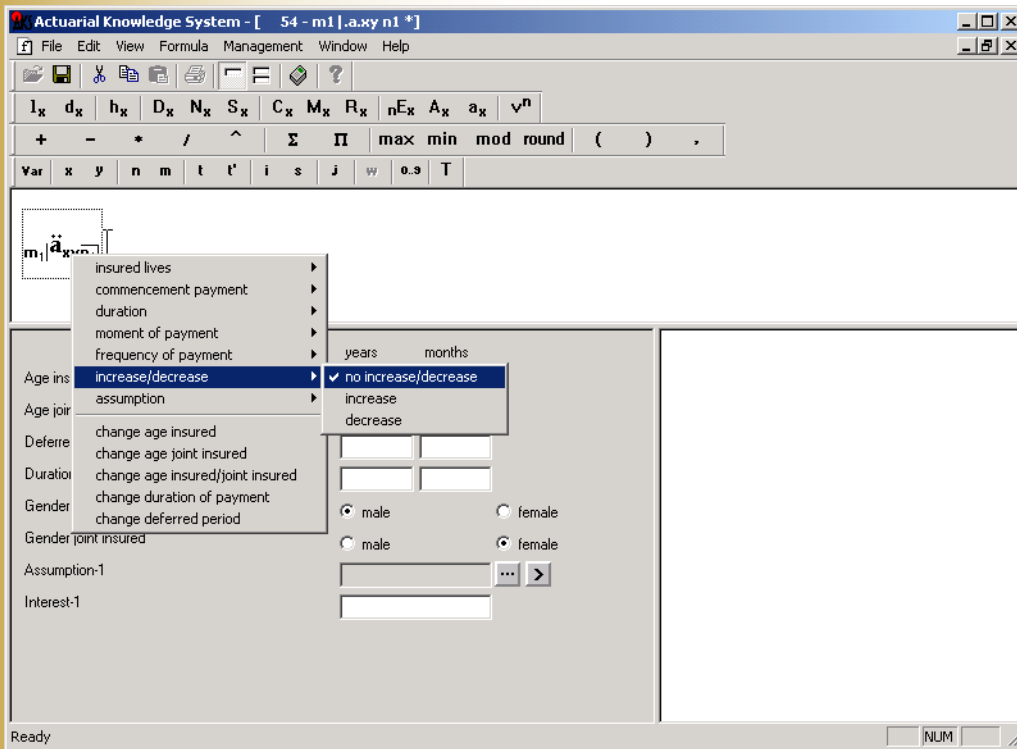 Actuarial Knowledge System - [ 54 - m1|.a.xy n1 *]
File Edit View Formula Management Window Help
lx dx hx Dx Nx Sx Cx Mx Rx nEx Ax ax vⁿ
+ - * / ^ Σ Π max min mod round ( ) ,
Var x y n m t t' i s j w 0..9 T
m₁|ä
insured lives
commencement payment
duration
moment of payment
frequency of payment
years months
Age ins
increase/decrease
no increase/decrease
assumption
increase
Age join
decrease
change age insured
Deferre
change age joint insured
Duration
change age insured/joint insured
change duration of payment
Gender
male female
change deferred period
Gender joint insured
male female
Assumption-1
... >
Interest-1
Ready NUM